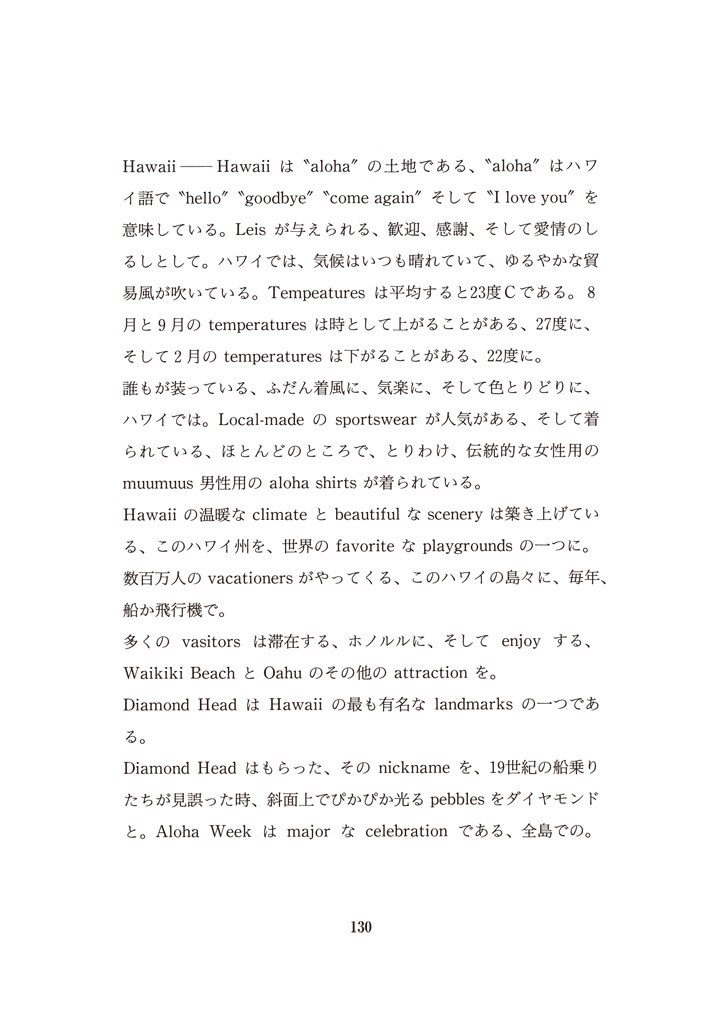 Hawaii ―― Hawaii は〝aloha〞の土地である、〝aloha〞はハワ
イ語で〝hello〞〝goodbye〞〝come again〞そして〝I love you〞を
意味している。Leis が与えられる、歓迎、感謝、そして愛情のし
るしとして。ハワイでは、気候はいつも晴れていて、ゆるやかな貿
易風が吹いている。Tempeatures は平均すると23度Cである。8
月と9月の temperatures は時として上がることがある、27度に、
そして2月の temperatures は下がることがある、22度に。
誰もが装っている、ふだん着風に、気楽に、そして色とりどりに、
ハワイでは。Local-made の sportswear が人気がある、そして着
られている、ほとんどのところで、とりわけ、伝統的な女性用の
muumuus 男性用の aloha shirts が着られている。
Hawaii の温暖な climate と beautiful な scenery は築き上げてい
る、このハワイ州を、世界の favorite な playgrounds の一つに。
数百万人の vacationers がやってくる、このハワイの島々に、毎年、
船か飛行機で。
多くの vasitors は滞在する、ホノルルに、そして enjoy する、
Waikiki Beach と Oahu のその他の attraction を。
Diamond Head は Hawaii の最も有名な landmarks の一つであ
る。
Diamond Head はもらった、その nickname を、19世紀の船乗り
たちが見誤った時、斜面上でぴかぴか光る pebbles をダイヤモンド
と。Aloha Week は major な celebration である、全島での。
130